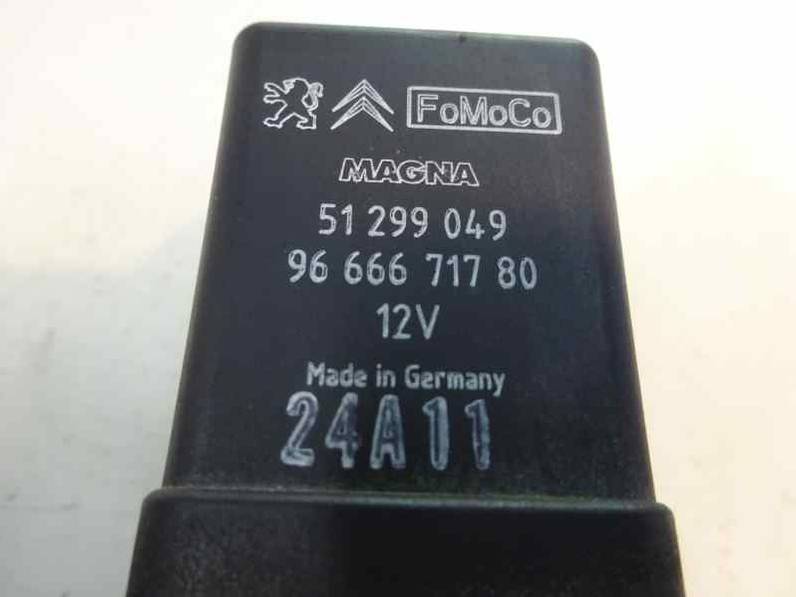 FoMoCo
MAGNA
51 299 049
96 666 717 80
12V
Made in Germany
24A11